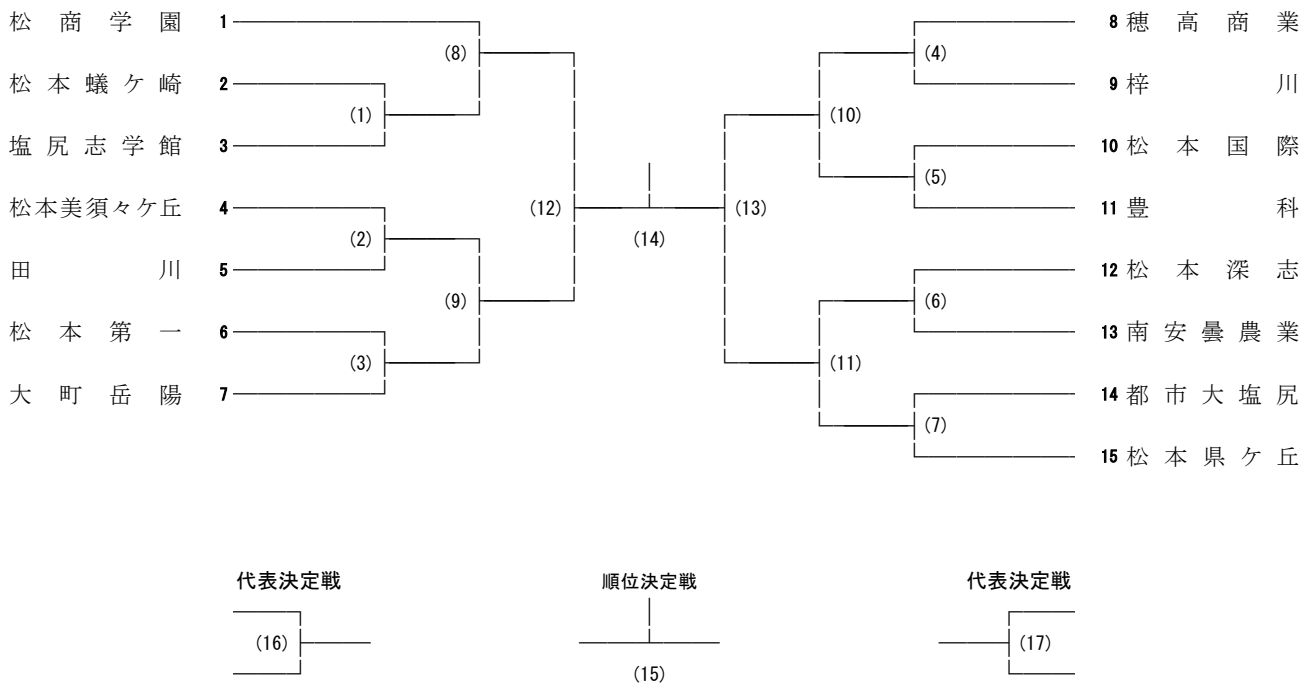 松商学園 1 8 穂高商業
(8) (4)
松本蟻ケ崎 2 9 梓川
(1) (10)
塩尻志学館 3 10 松本国際
(5)
松本美須々ケ丘 4 (12) (13) 11 豊科
(2) (14)
田川 5 12 松本深志
(9) (6)
松本第一 6 13 南安曇農業
(3) (11)
大町岳陽 7 14 都市大塩尻
(7)
15 松本県ケ丘
代表決定戦 順位決定戦 代表決定戦
(16) (17)
(15)